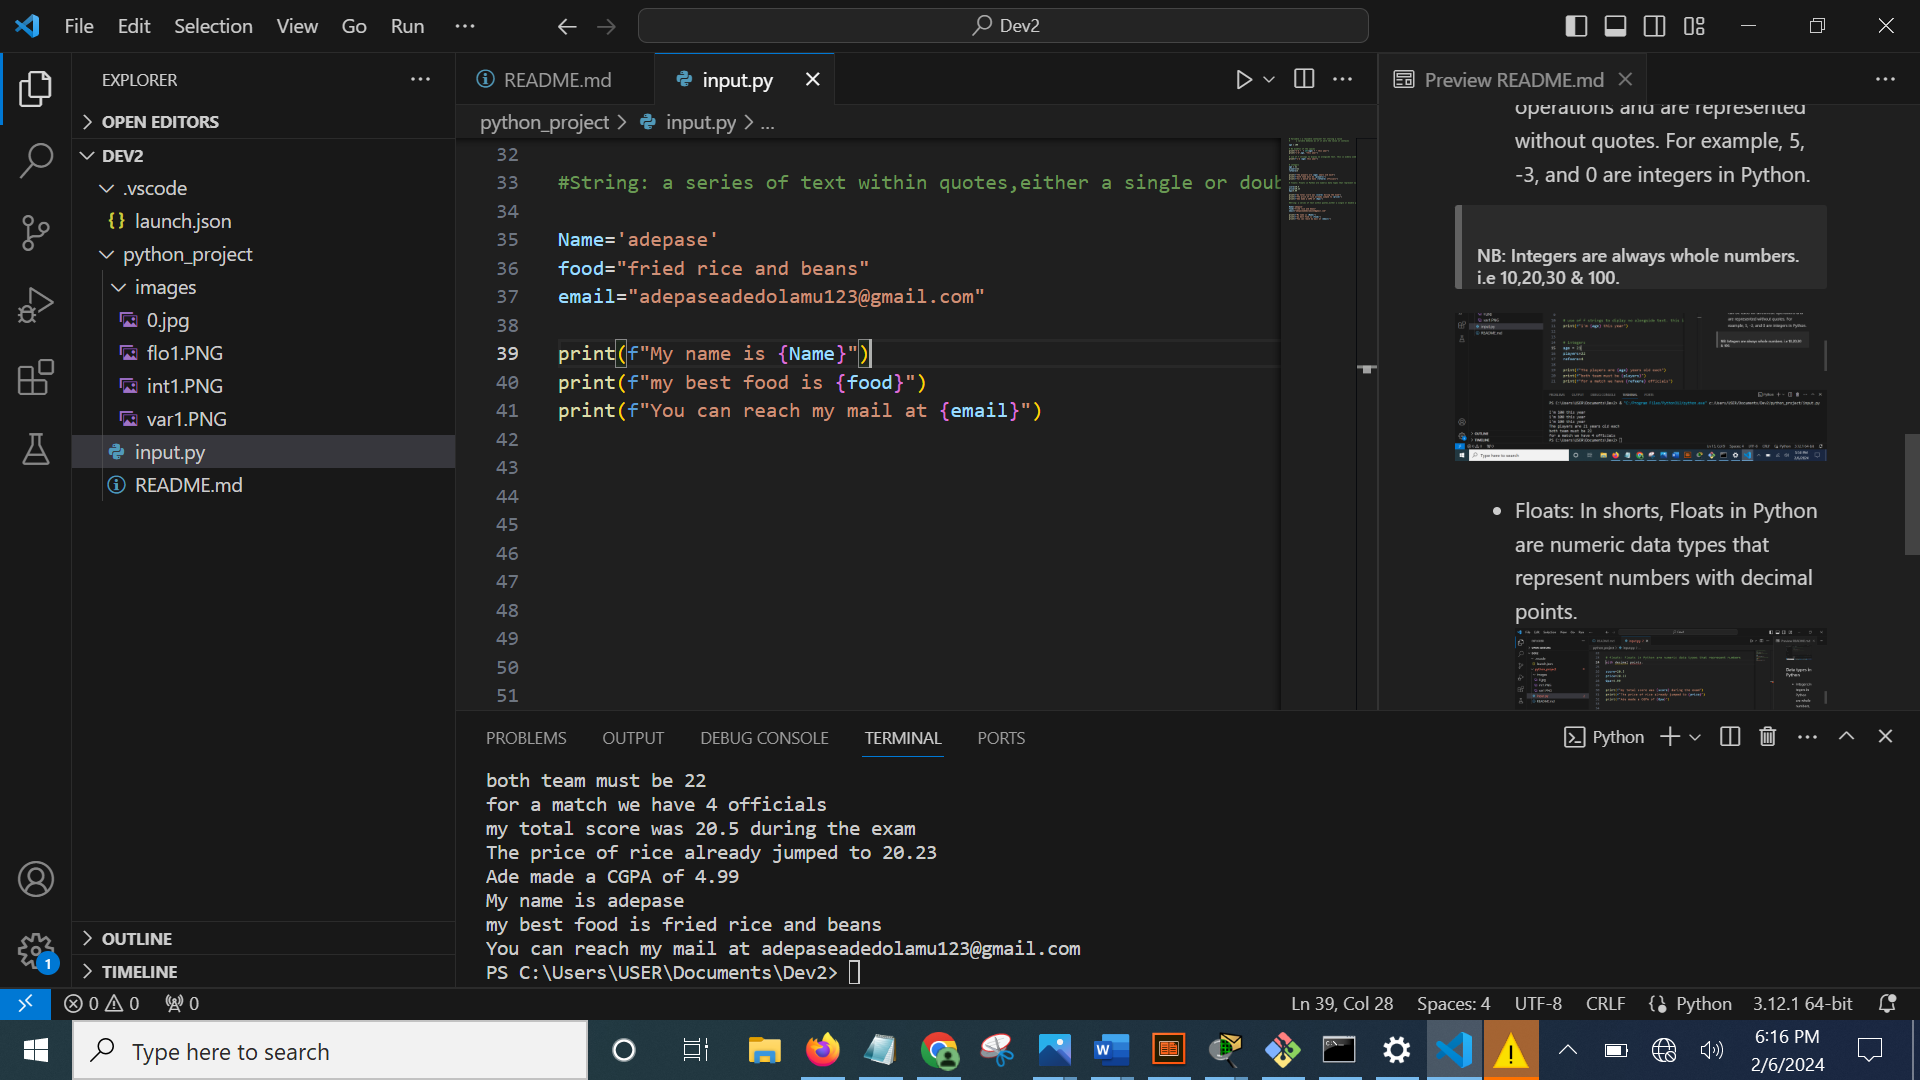 File Edit Selection View Go Run ...
Dev2
EXPLORER
OPEN EDITORS
DEV2
.vscode
launch.json
python_project
images
0.jpg
flo1.PNG
int1.PNG
var1.PNG
input.py
README.md
OUTLINE
TIMELINE
1
README.md
input.py
python_project > input.py > ...
32
33 #String: a series of text within quotes,either a single or doub
34
35 Name='adepase'
36 food="fried rice and beans"
37 email="adepaseadedolamu123@gmail.com"
38
39 print(f"My name is {Name}")
40 print(f"my best food is {food}")
41 print(f"You can reach my mail at {email}")
42
43
44
45
46
47
48
49
50
51
Preview README.md
operations and are represented
without quotes. For example, 5,
-3, and 0 are integers in Python.
NB: Integers are always whole numbers.
i.e 10,20,30 & 100.
• Floats: In shorts, Floats in Python
are numeric data types that
represent numbers with decimal
points.
PROBLEMS OUTPUT DEBUG CONSOLE TERMINAL PORTS
Python
both team must be 22
for a match we have 4 officials
my total score was 20.5 during the exam
The price of rice already jumped to 20.23
Ade made a CGPA of 4.99
My name is adepase
my best food is fried rice and beans
You can reach my mail at adepaseadedolamu123@gmail.com
PS C:\Users\USER\Documents\Dev2>
0 0 0
Ln 39, Col 28 Spaces: 4 UTF-8 CRLF Python 3.12.1 64-bit
Type here to search
6:16 PM
2/6/2024